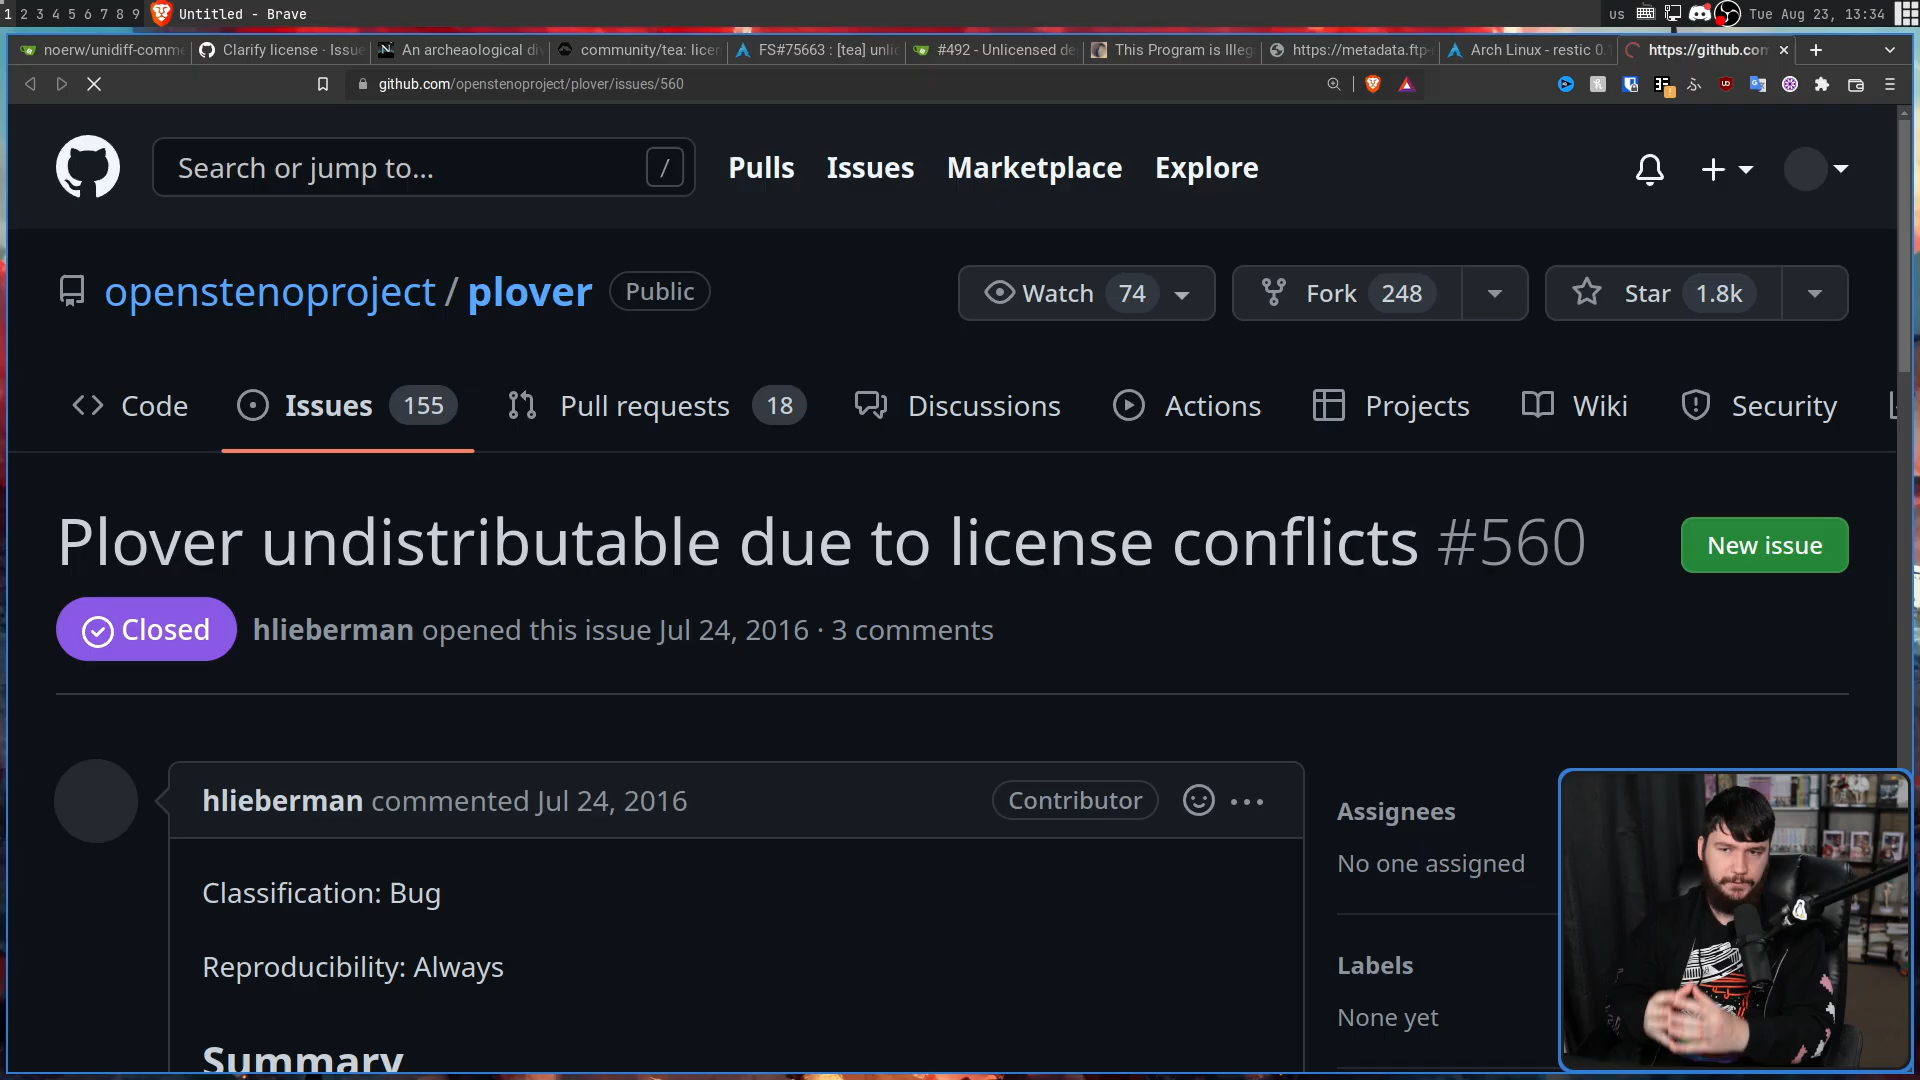 1 2 3 4 5 6 7 8 9 Untitled - Brave us Tue Aug 23, 13:34
noerw/unidiff-comme Clarify license · Issue An archaeological di community/tea: licen FS#75663 : [tea] unlic #492 - Unlicensed de This Program is Illeg https://metadata.ftp- Arch Linux - restic 0. https://github.com
github.com/openstenoproject/plover/issues/560
Search or jump to... / Pulls Issues Marketplace Explore
openstenoproject / plover Public Watch 74 Fork 248 Star 1.8k
Code Issues 155 Pull requests 18 Discussions Actions Projects Wiki Security
Plover undistributable due to license conflicts #560 New issue
Closed hlieberman opened this issue Jul 24, 2016 · 3 comments
hlieberman commented Jul 24, 2016 Contributor
Assignees
No one assigned
Classification: Bug
Reproducibility: Always
Labels
None yet
Summary